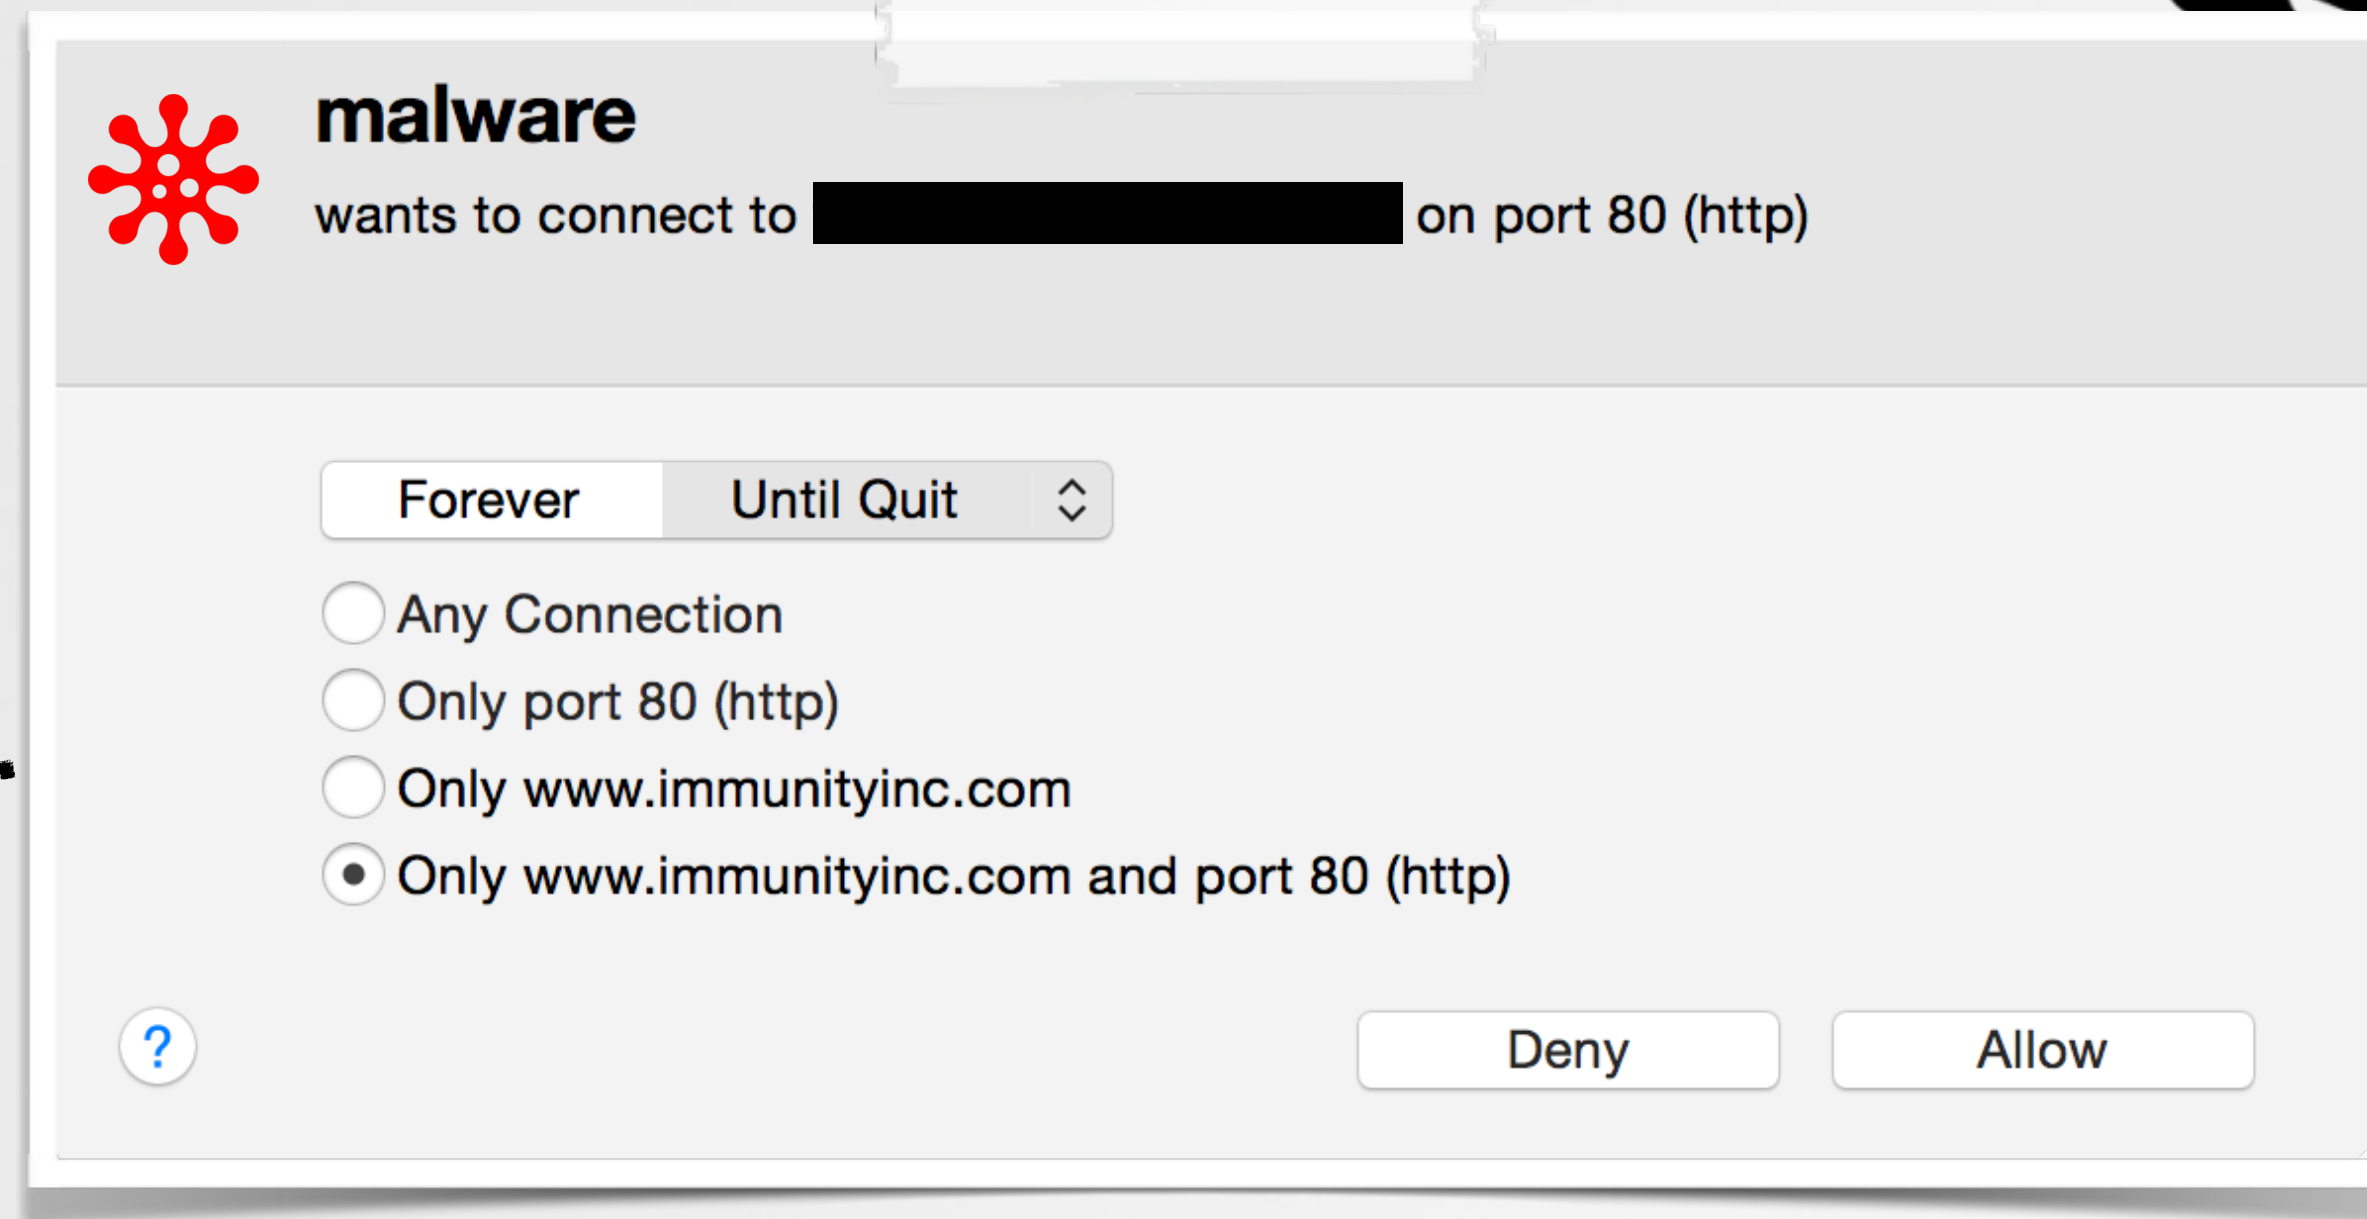 malware
wants to connect to on port 80 (http)
Forever Until Quit
Any Connection
Only port 80 (http)
Only www.immunityinc.com
Only www.immunityinc.com and port 80 (http)
? Deny Allow